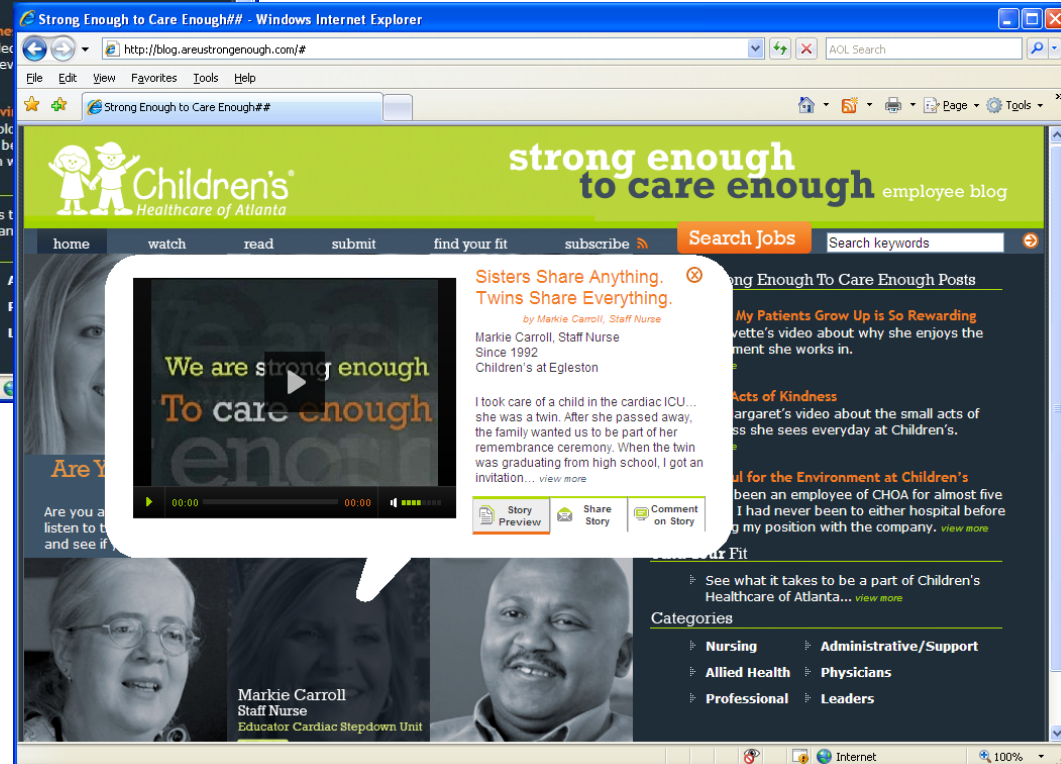 Strong Enough to Care Enough## - Windows Internet Explorer
http://blog.areustrongenough.com/#
AOL Search
File Edit View Favorites Tools Help
Strong Enough to Care Enough##
Page Tools
Children's
Healthcare of Atlanta
strong enough
to care enough employee blog
home watch read submit find your fit subscribe Search Jobs Search keywords
We are strong enough
To care enough
enou
00:00 00:00
Sisters Share Anything.
Twins Share Everything.
by Markie Carroll, Staff Nurse
Markie Carroll, Staff Nurse
Since 1992
Children's at Egleston
I took care of a child in the cardiac ICU...
she was a twin. After she passed away,
the family wanted us to be part of her
remembrance ceremony. When the twin
was graduating from high school, I got an
invitation... view more
Story
Preview
Share
Story
Comment
on Story
ong Enough To Care Enough Posts
My Patients Grow Up is So Rewarding
vette's video about why she enjoys the
ment she works in.
Acts of Kindness
argaret's video about the small acts of
ss she sees everyday at Children's.
ul for the Environment at Children's
been an employee of CHOA for almost five
I had never been to either hospital before
g my position with the company. view more
Are Y
Are you a
listen to t
and see if
Your Fit
See what it takes to be a part of Children's
Healthcare of Atlanta... view more
Categories
Nursing Administrative/Support
Allied Health Physicians
Professional Leaders
Markie Carroll
Staff Nurse
Educator Cardiac Stepdown Unit
Internet 100%